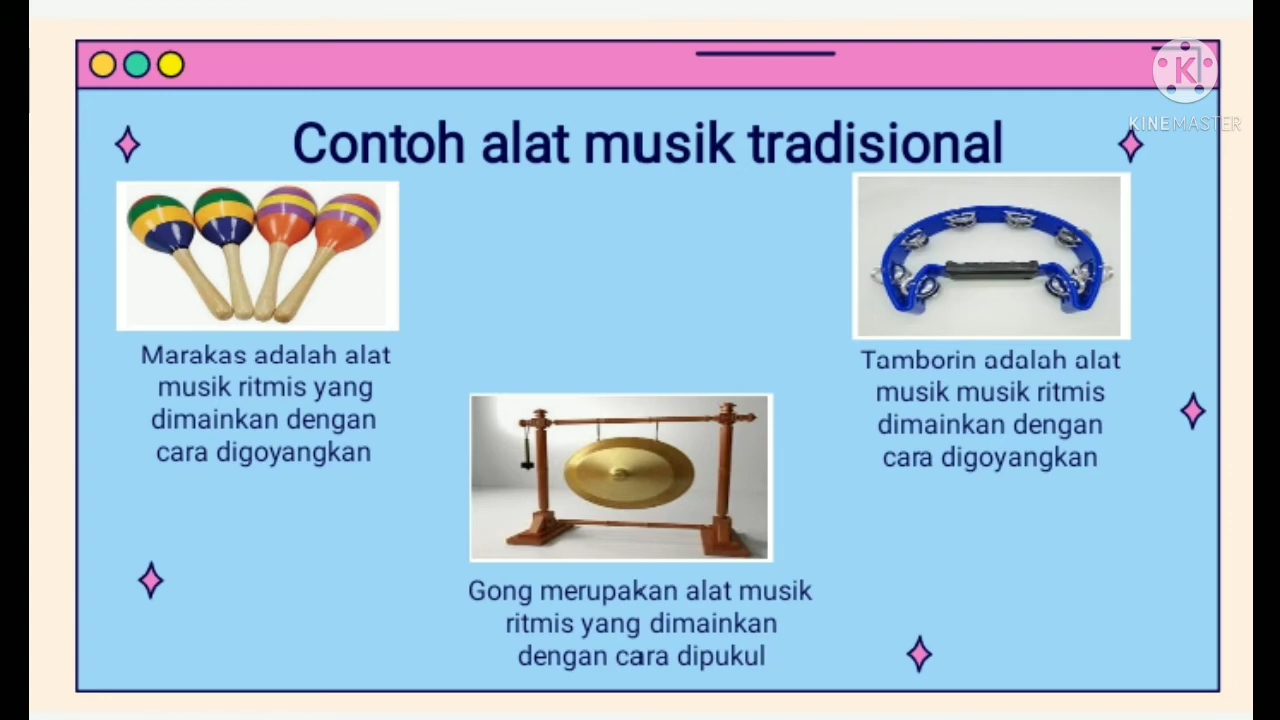 Contoh alat musik tradisional
Marakas adalah alat
musik ritmis yang
dimainkan dengan
cara digoyangkan
Tamborin adalah alat
musik musik ritmis
dimainkan dengan
cara digoyangkan
Gong merupakan alat musik
ritmis yang dimainkan
dengan cara dipukul
K
KINEMASTER